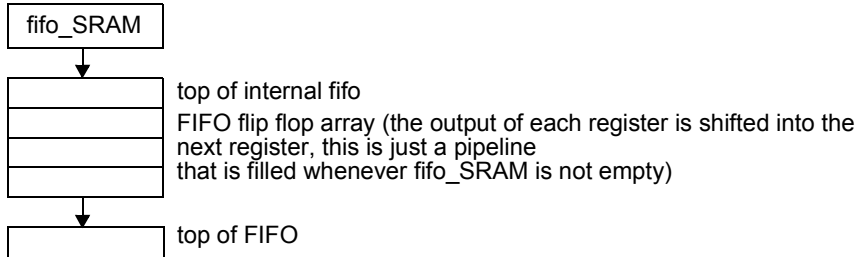 fifo_SRAM
top of internal fifo
FIFO flip flop array (the output of each register is shifted into the
next register, this is just a pipeline
that is filled whenever fifo_SRAM is not empty)
top of FIFO